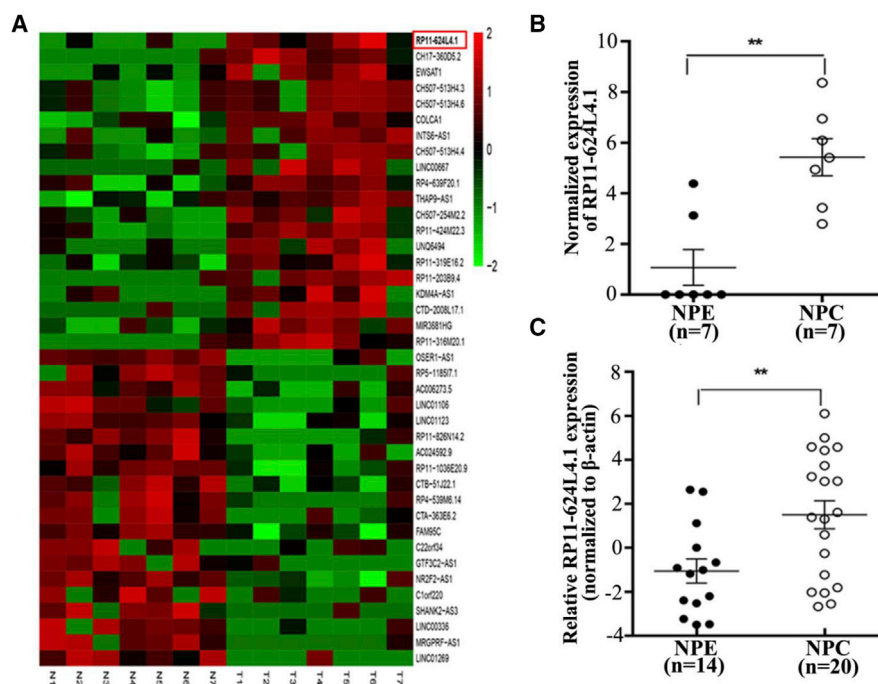 A
RP11-624L4.1
CH17-360D5.2
EWSAT1
CH507-513H4.3
CH507-513H4.6
COLCA1
INTS6-AS1
CH507-513H4.4
LINC00667
RP4-639F20.1
THAP9-AS1
CH507-254M2.2
RP11-424M22.3
UNQ6494
RP11-319E16.2
RP11-203B9.4
KDM4A-AS1
CTD-2008L17.1
MIR3681HG
RP11-316M20.1
OSER1-AS1
RP5-1185I7.1
AC006273.5
LINC01106
LINC01123
RP11-826N14.2
AC024592.9
RP11-1036E20.9
CTB-51J22.1
RP4-539M6.14
CTA-363E6.2
FAM95C
C22orf34
GTF3C2-AS1
NR2F2-AS1
C1orf220
SHANK2-AS3
LINC00336
MRGPRF-AS1
LINC01269
2
1
0
-1
-2
N1 N2 N3 N4 N5 N6 N7 T1 T2 T3 T4 T5 T6 T7
B
Normalized expression
of RP11-624L4.1
10
8
6
4
2
0
**
NPE NPC
(n=7) (n=7)
C
Relative RP11-624L4.1 expression
(normalized to β-actin)
8
6
4
2
0
-2
-4
**
NPE NPC
(n=14) (n=20)